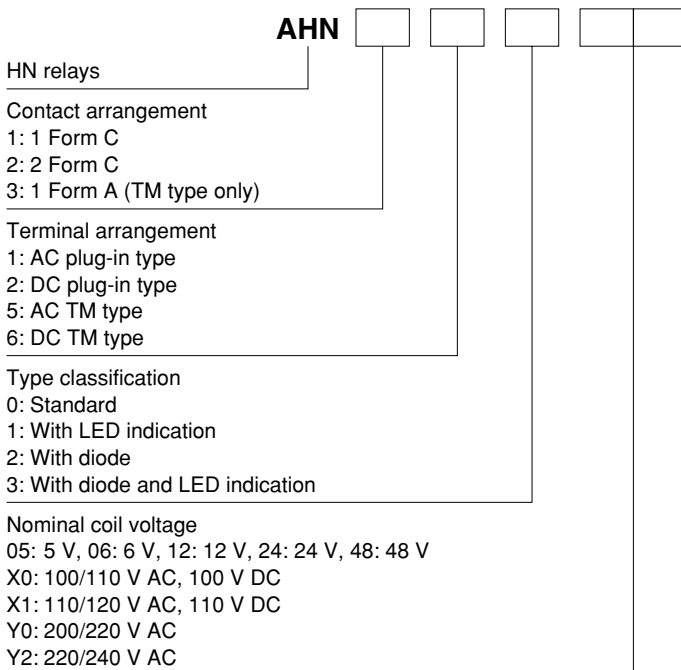 AHN
HN relays
Contact arrangement
1: 1 Form C
2: 2 Form C
3: 1 Form A (TM type only)
Terminal arrangement
1: AC plug-in type
2: DC plug-in type
5: AC TM type
6: DC TM type
Type classification
0: Standard
1: With LED indication
2: With diode
3: With diode and LED indication
Nominal coil voltage
05: 5 V, 06: 6 V, 12: 12 V, 24: 24 V, 48: 48 V
X0: 100/110 V AC, 100 V DC
X1: 110/120 V AC, 110 V DC
Y0: 200/220 V AC
Y2: 220/240 V AC